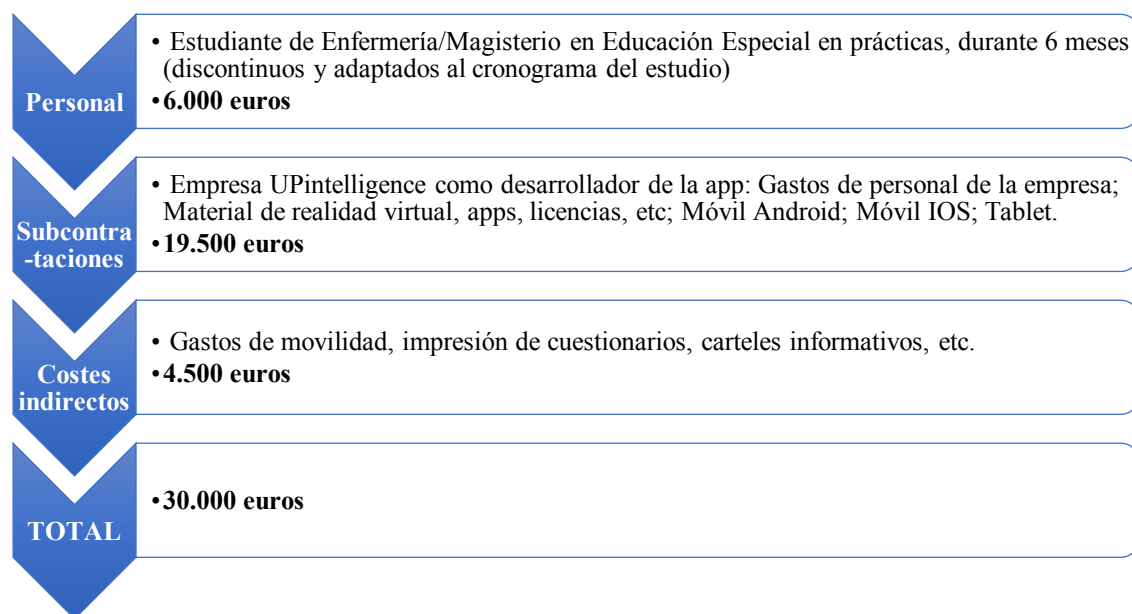 Personal
• Estudiante de Enfermería/Magisterio en Educación Especial en prácticas, durante 6 meses
(discontinuos y adaptados al cronograma del estudio)
•6.000 euros
Subcontra
-taciones
• Empresa UPintelligence como desarrollador de la app: Gastos de personal de la empresa;
Material de realidad virtual, apps, licencias, etc; Móvil Android; Móvil IOS; Tablet.
•19.500 euros
Costes
indirectos
• Gastos de movilidad, impresión de cuestionarios, carteles informativos, etc.
•4.500 euros
TOTAL
•30.000 euros